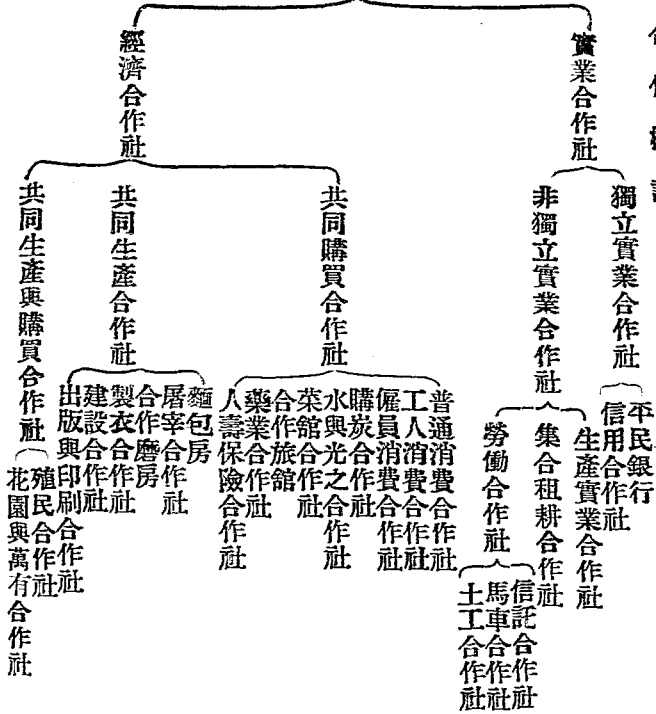 實業合作社
獨立實業合作社
平民銀行
信用合作社
非獨立實業合作社
生產實業合作社
集合租耕合作社
勞働合作社
信託合作社
馬車合作社
土工合作社
經濟合作社
共同購買合作社
普通消費合作社
工人消費合作社
僱員消費合作社
購炭合作社
水與光之合作社
菜館合作社
合作旅館
藥業合作社
人壽保險合作社
共同生產合作社
麵包房
屠宰合作社
合作磨房
製衣合作社
建設合作社
出版與印刷合作社
共同生產與購買合作社
殖民合作社
花園與萬有合作社